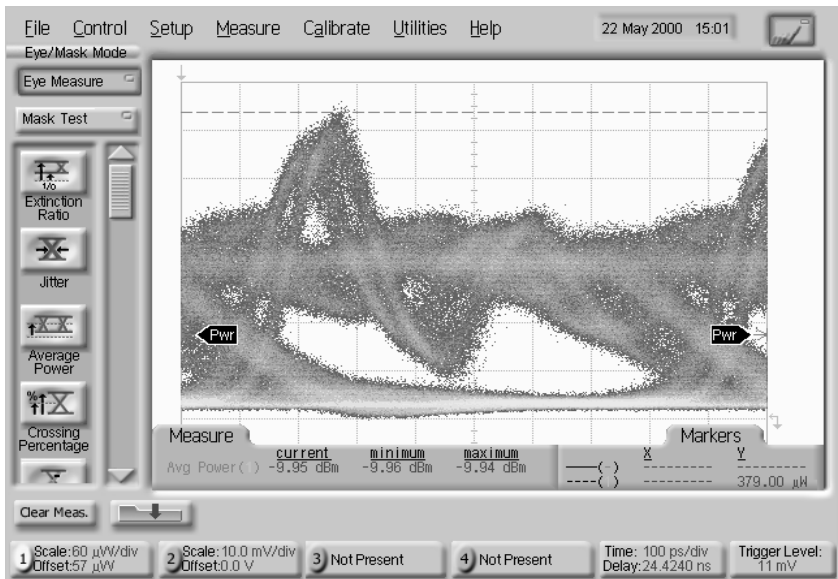 File Control Setup Measure Calibrate Utilities Help 22 May 2000 15:01
Eye/Mask Mode
Eye Measure
Mask Test
1/0
Extinction
Ratio
Jitter
Average
Power
%
Crossing
Percentage
Pwr
Pwr
Measure
current minimum maximum
Avg Power( ) -9.95 dBm -9.96 dBm -9.94 dBm
Markers
X Y
——(-) --------- ---------
----( ) --------- 379.00 µW
Clear Meas.
1 Scale:60 µW/div
Offset:57 µW
2 Scale:10.0 mV/div
Offset:0.0 V
3 Not Present
4 Not Present
Time: 100 ps/div
Delay:24.4240 ns
Trigger Level:
11 mV